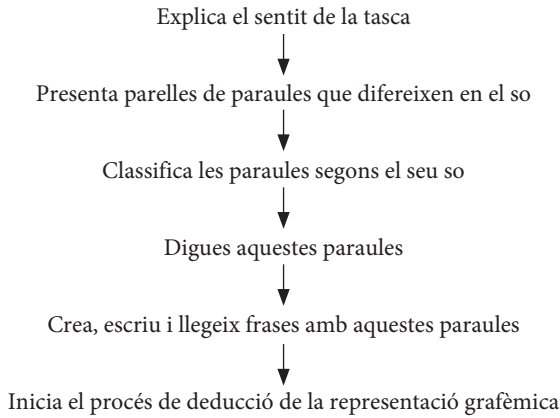 Explica el sentit de la tasca
Presenta parelles de paraules que difereixen en el so
Classifica les paraules segons el seu so
Digues aquestes paraules
Crea, escriu i llegeix frases amb aquestes paraules
Inicia el procés de deducció de la representació grafèmica